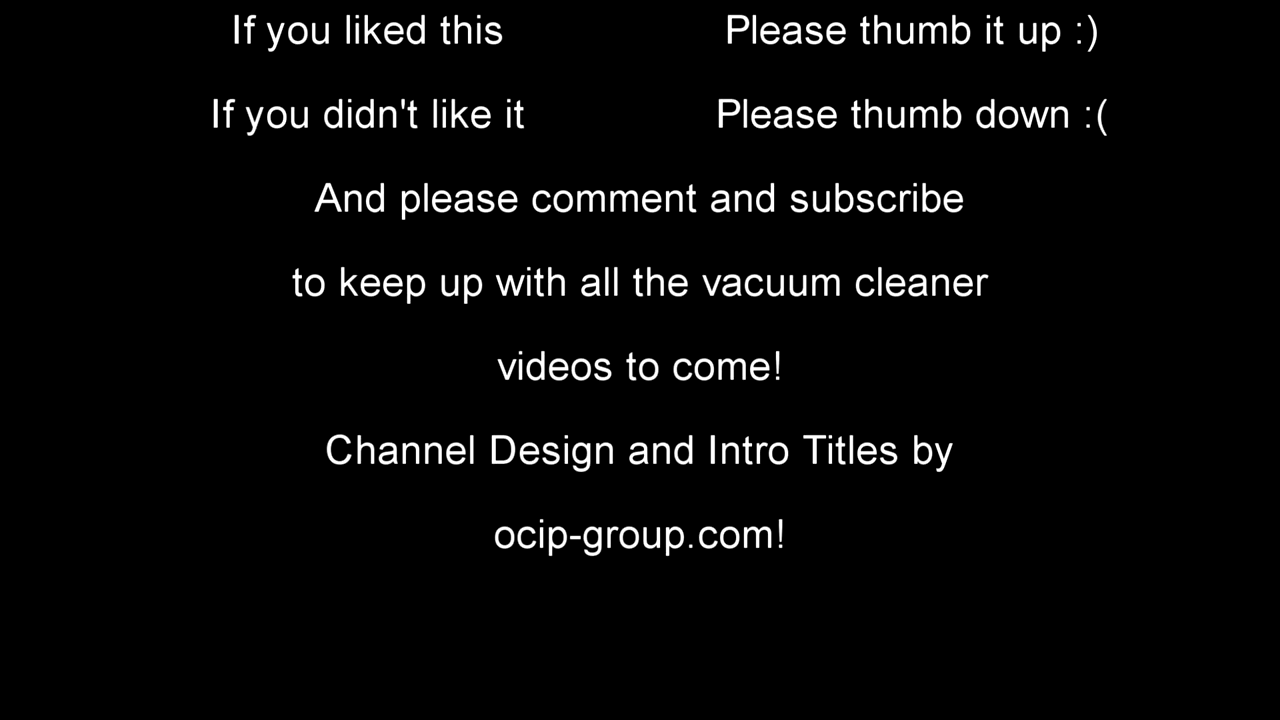 If you liked this Please thumb it up :)
If you didn't like it Please thumb down :(
And please comment and subscribe
to keep up with all the vacuum cleaner
videos to come!
Channel Design and Intro Titles by
ocip-group.com!